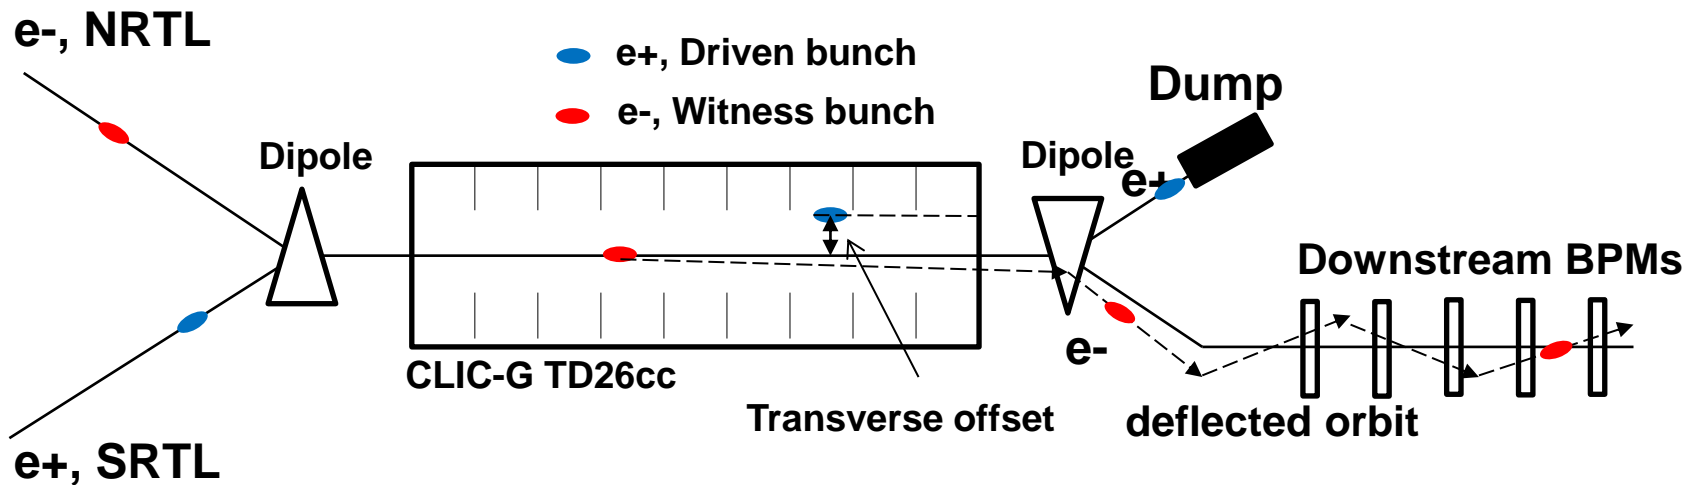 e-, NRTL
e+, Driven bunch
e-, Witness bunch
Dump
Dipole
Dipole
e+
Downstream BPMs
e-
CLIC-G TD26cc
Transverse offset
deflected orbit
e+, SRTL